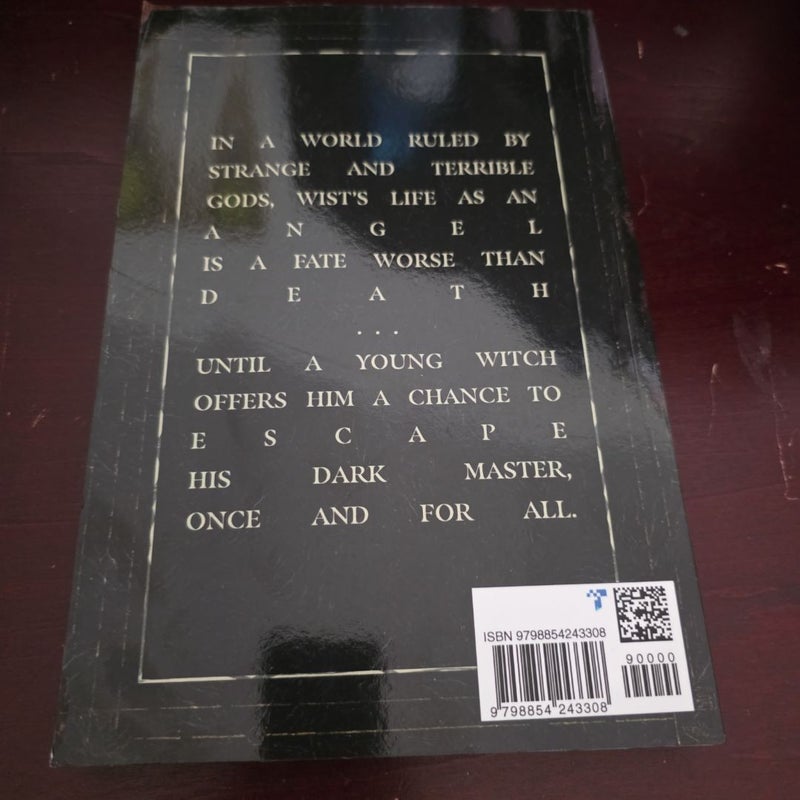 IN A WORLD RULED BY
STRANGE AND TERRIBLE
GODS, WIST'S LIFE AS AN
A N G E L
IS A FATE WORSE THAN
D E A T H
...
UNTIL A YOUNG WITCH
OFFERS HIM A CHANCE TO
E S C A P E
HIS DARK MASTER,
ONCE AND FOR ALL.
ISBN 9798854243308
90000
9 798854 243308